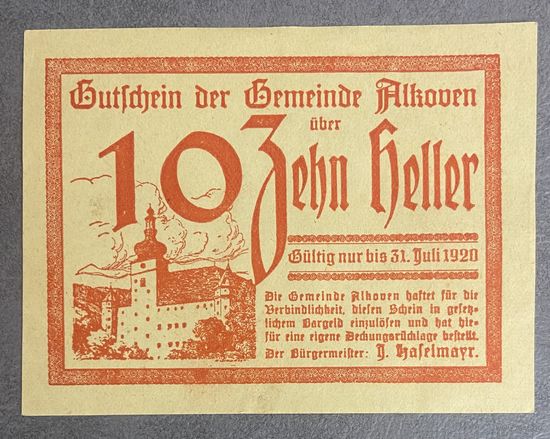 Gutschein der Gemeinde Alkoven
über
10 Zehn Heller
Gültig nur bis 31. Juli 1920
Die Gemeinde Alkoven haftet für die
Verbindlichkeit, diesen Schein in gesetz-
lichem Bargeld einzulösen und hat hie-
für eine eigene Deckungsrücklage bestellt.
Der Bürgermeister: J. Haselmayr.